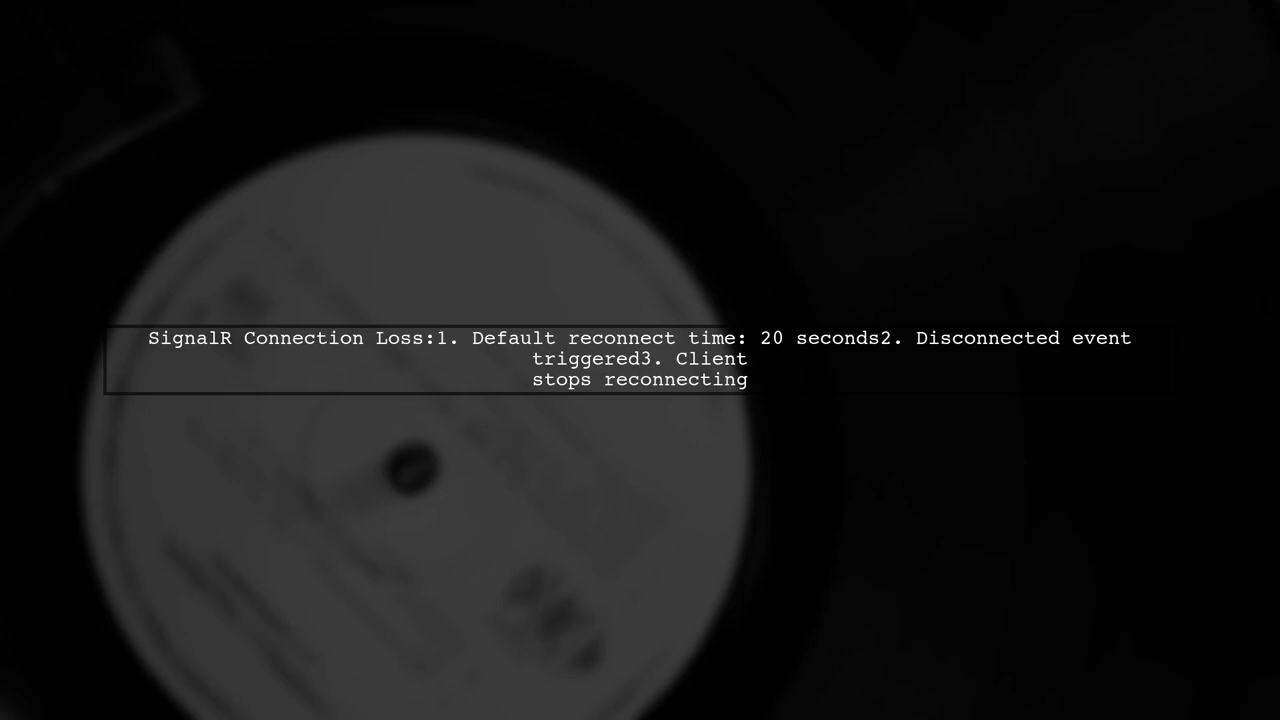 SignalR Connection Loss:1. Default reconnect time: 20 seconds2. Disconnected event
triggered3. Client
stops reconnecting